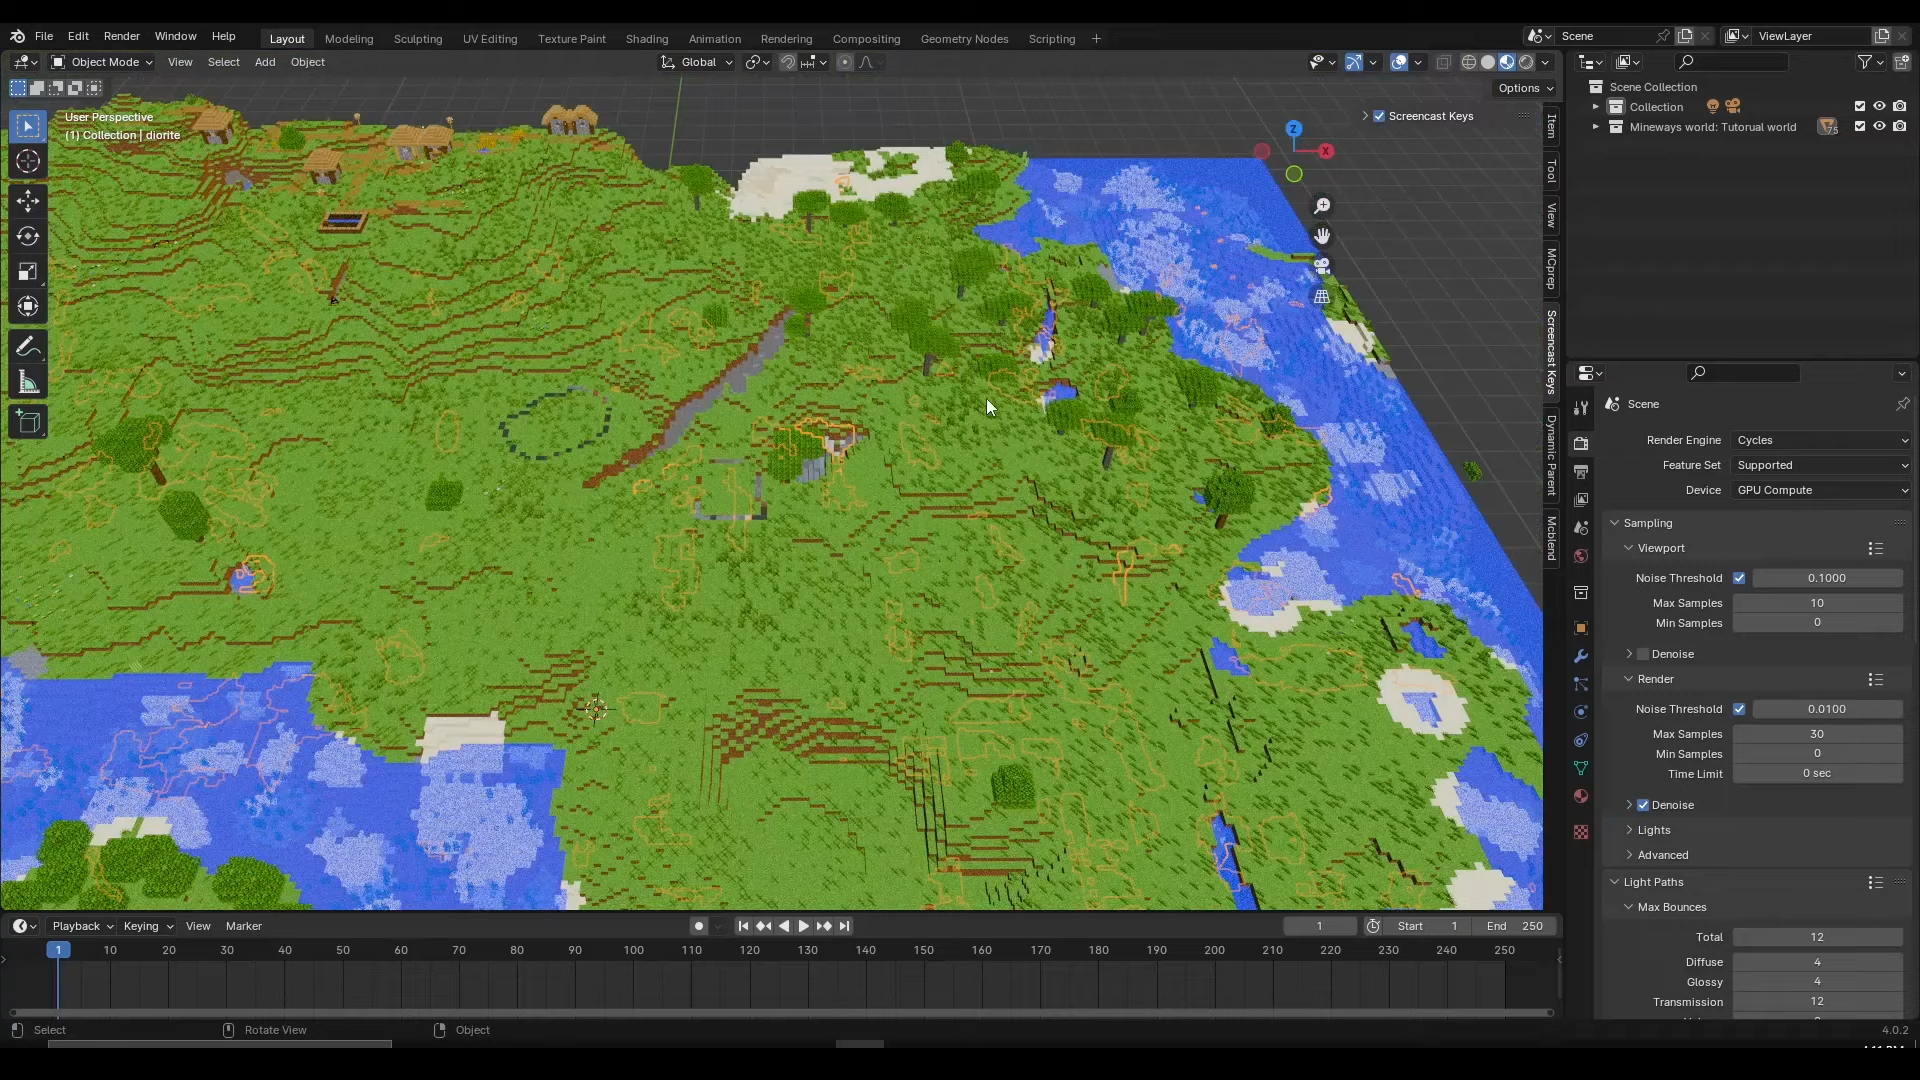 File Edit Render Window Help Layout Modeling Sculpting UV Editing Texture Paint Shading Animation Rendering Compositing Geometry Nodes Scripting + Scene ViewLayer
Object Mode View Select Add Object Global
Options
User Perspective
(1) Collection | diorite
Screencast Keys
Z
X
Item
Tool
View
MCprep
Screencast Keys
Dynamic Parent
Mcblend
Scene Collection
Collection
Mineways world: Tutorual world 75
Scene
Render Engine Cycles
Feature Set Supported
Device GPU Compute
Sampling
Viewport
Noise Threshold 0.1000
Max Samples 10
Min Samples 0
Denoise
Render
Noise Threshold 0.0100
Max Samples 30
Min Samples 0
Time Limit 0 sec
Denoise
Lights
Advanced
Light Paths
Max Bounces
Total 12
Diffuse 4
Glossy 4
Transmission 12
Playback Keying View Marker 1 Start 1 End 250
1 10 20 30 40 50 60 70 80 90 100 110 120 130 140 150 160 170 180 190 200 210 220 230 240 250
Select Rotate View Object 4.0.2